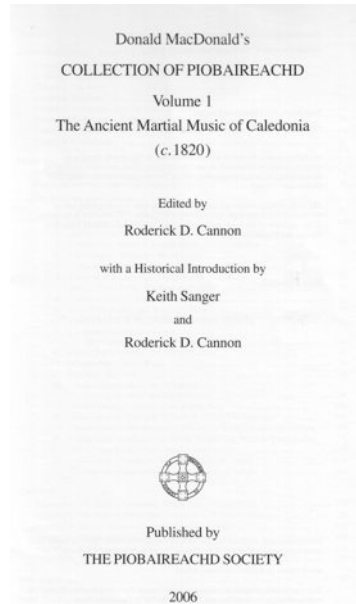 Donald MacDonald's
COLLECTION OF PIOBAIREACHD
Volume 1
The Ancient Martial Music of Caledonia
(c.1820)
Edited by
Roderick D. Cannon
with a Historical Introduction by
Keith Sanger
and
Roderick D. Cannon
Published by
THE PIOBAIREACHD SOCIETY
2006